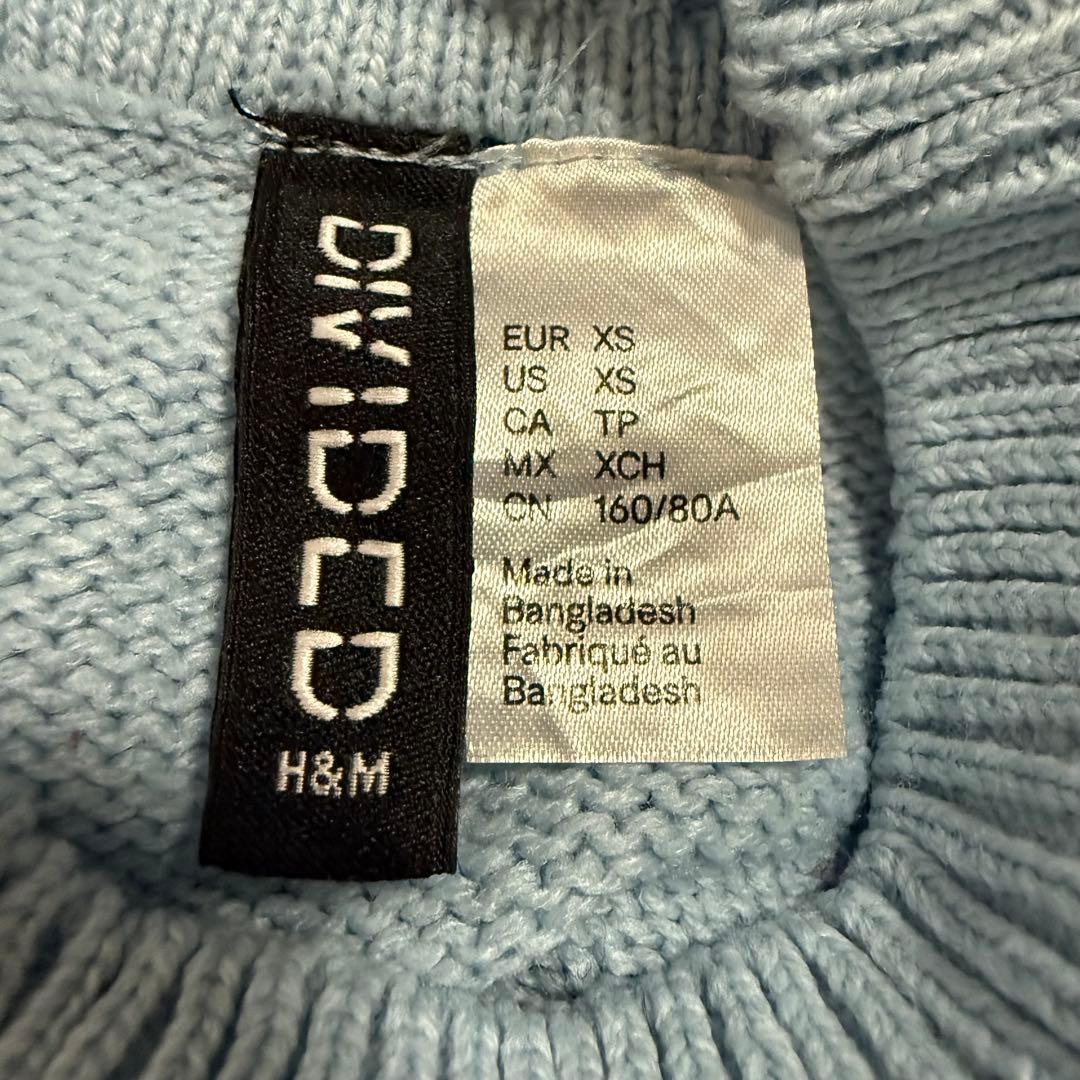 DIVIDED
H&M
EUR XS
US XS
CA TP
MX XCH
CN 160/80A
Made in
Bangladesh
Fabriqué au
Bangladesh